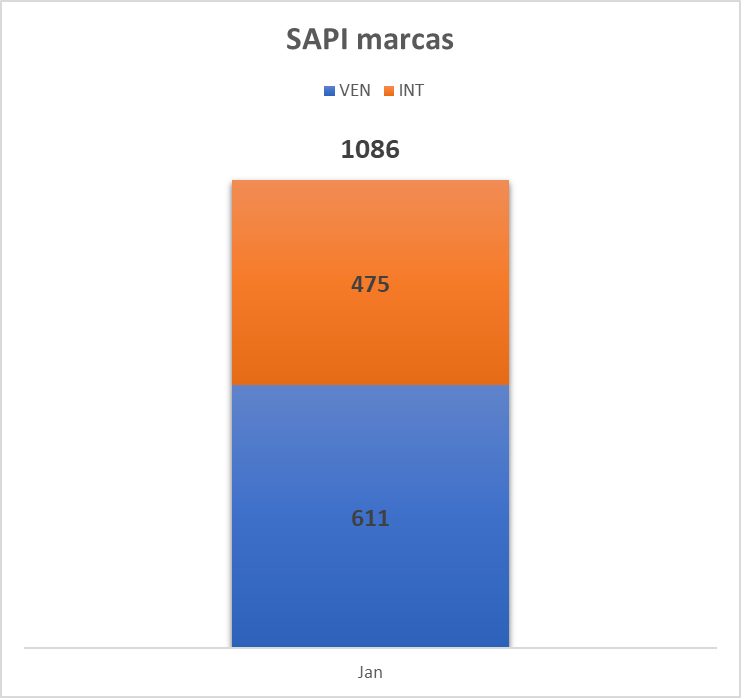 SAPI marcas
VEN INT
1086
475
611
Jan